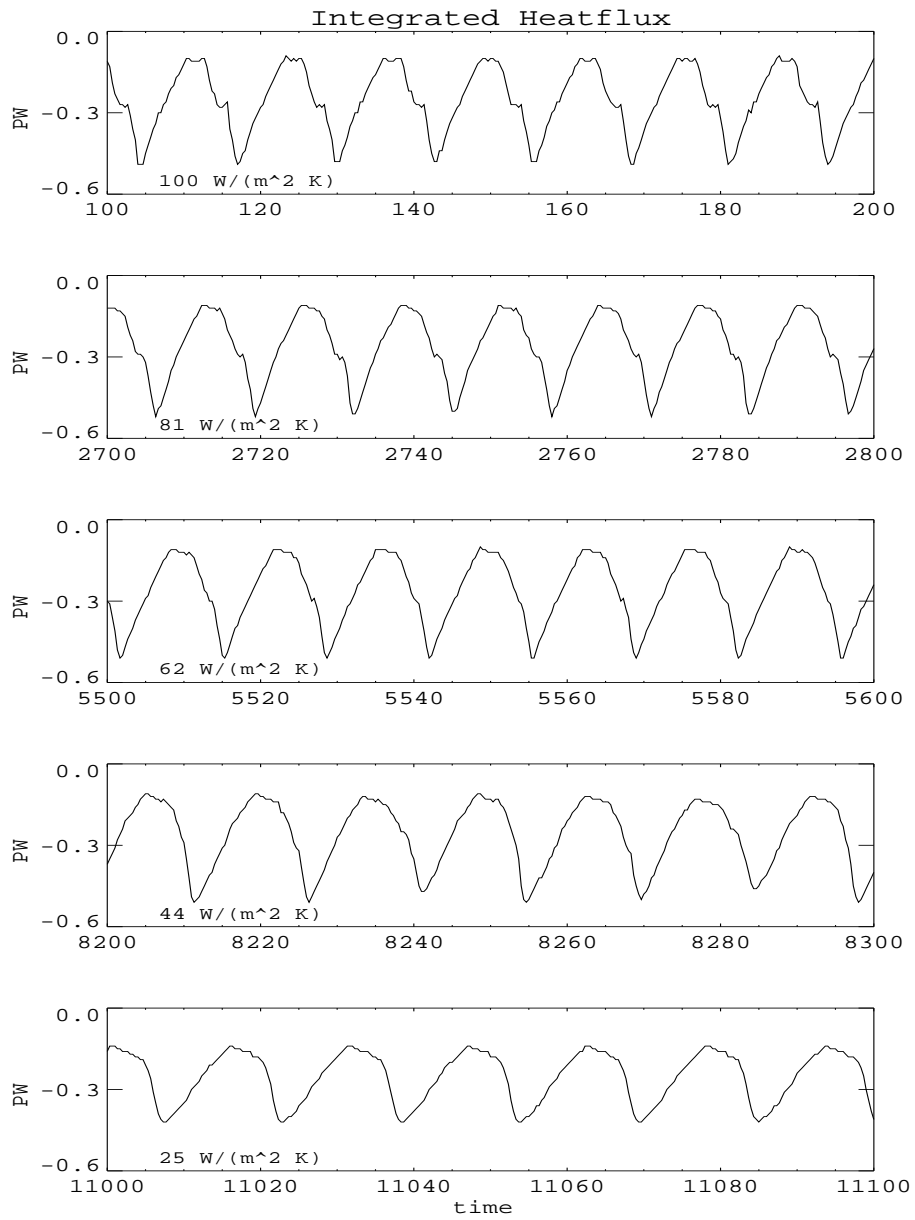 Integrated Heatflux
0.0
-0.3
-0.6
PW
100 W/(m^2 K)
100 120 140 160 180 200
0.0
-0.3
-0.6
PW
81 W/(m^2 K)
2700 2720 2740 2760 2780 2800
0.0
-0.3
-0.6
PW
62 W/(m^2 K)
5500 5520 5540 5560 5580 5600
0.0
-0.3
-0.6
PW
44 W/(m^2 K)
8200 8220 8240 8260 8280 8300
0.0
-0.3
-0.6
PW
25 W/(m^2 K)
11000 11020 11040 11060 11080 11100
time